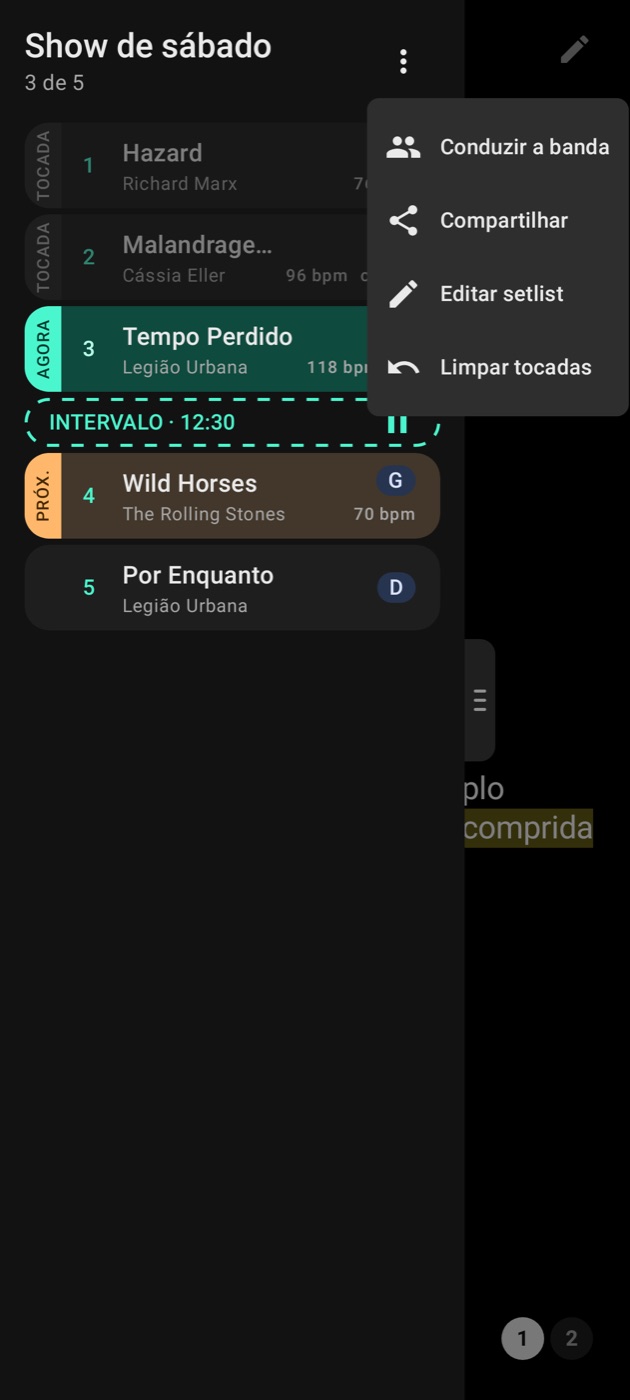 Show de sábado
3 de 5
Conduzir a banda
Compartilhar
Editar setlist
Limpar tocadas
TOCADA
1
Hazard
Richard Marx
TOCADA
2
Malandrage...
Cássia Eller
96 bpm
AGORA
3
Tempo Perdido
Legião Urbana
118
INTERVALO · 12:30
PRÓX.
4
Wild Horses
G
The Rolling Stones
70 bpm
5
Por Enquanto
D
Legião Urbana
plo
comprida
1 2